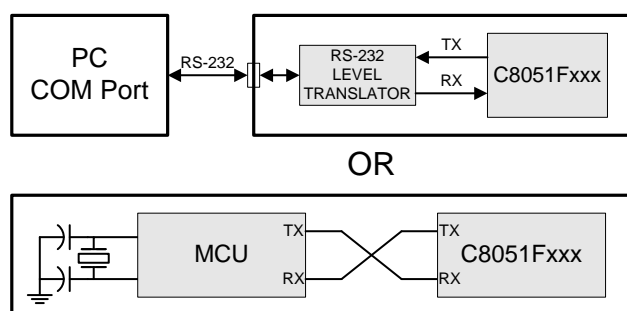 PC
COM Port
RS-232
RS-232
LEVEL
TRANSLATOR
TX
RX
C8051Fxxx
OR
MCU
TX
RX
TX
RX
C8051Fxxx